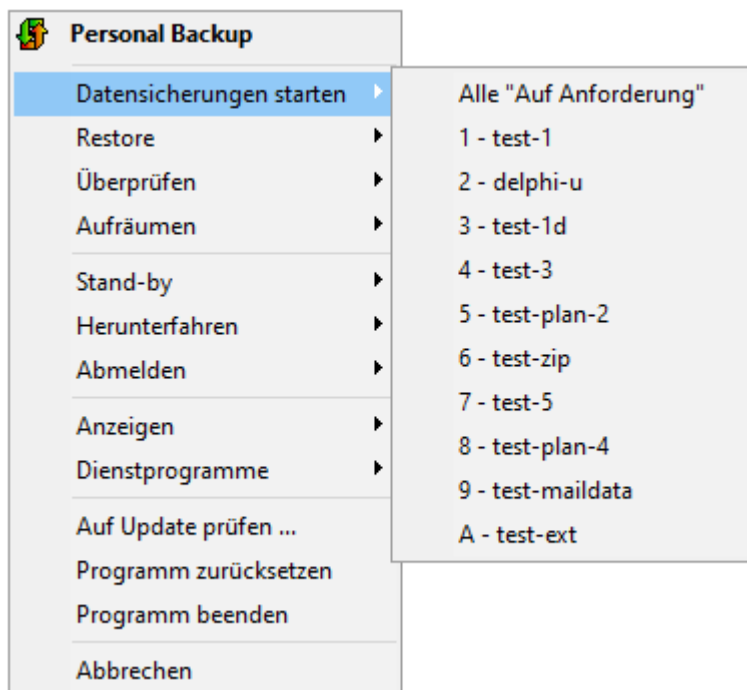 Personal Backup
Datensicherungen starten
Restore
Überprüfen
Aufräumen
Stand-by
Herunterfahren
Abmelden
Anzeigen
Dienstprogramme
Auf Update prüfen ...
Programm zurücksetzen
Programm beenden
Abbrechen
Alle "Auf Anforderung"
1 - test-1
2 - delphi-u
3 - test-1d
4 - test-3
5 - test-plan-2
6 - test-zip
7 - test-5
8 - test-plan-4
9 - test-maildata
A - test-ext